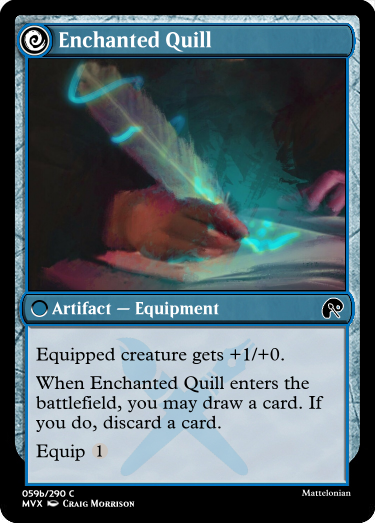 Enchanted Quill
Artifact — Equipment
Equipped creature gets +1/+0.
When Enchanted Quill enters the
battlefield, you may draw a card. If
you do, discard a card.
Equip 1
059b/290 C
Mattelonian
MVX Craig Morrison